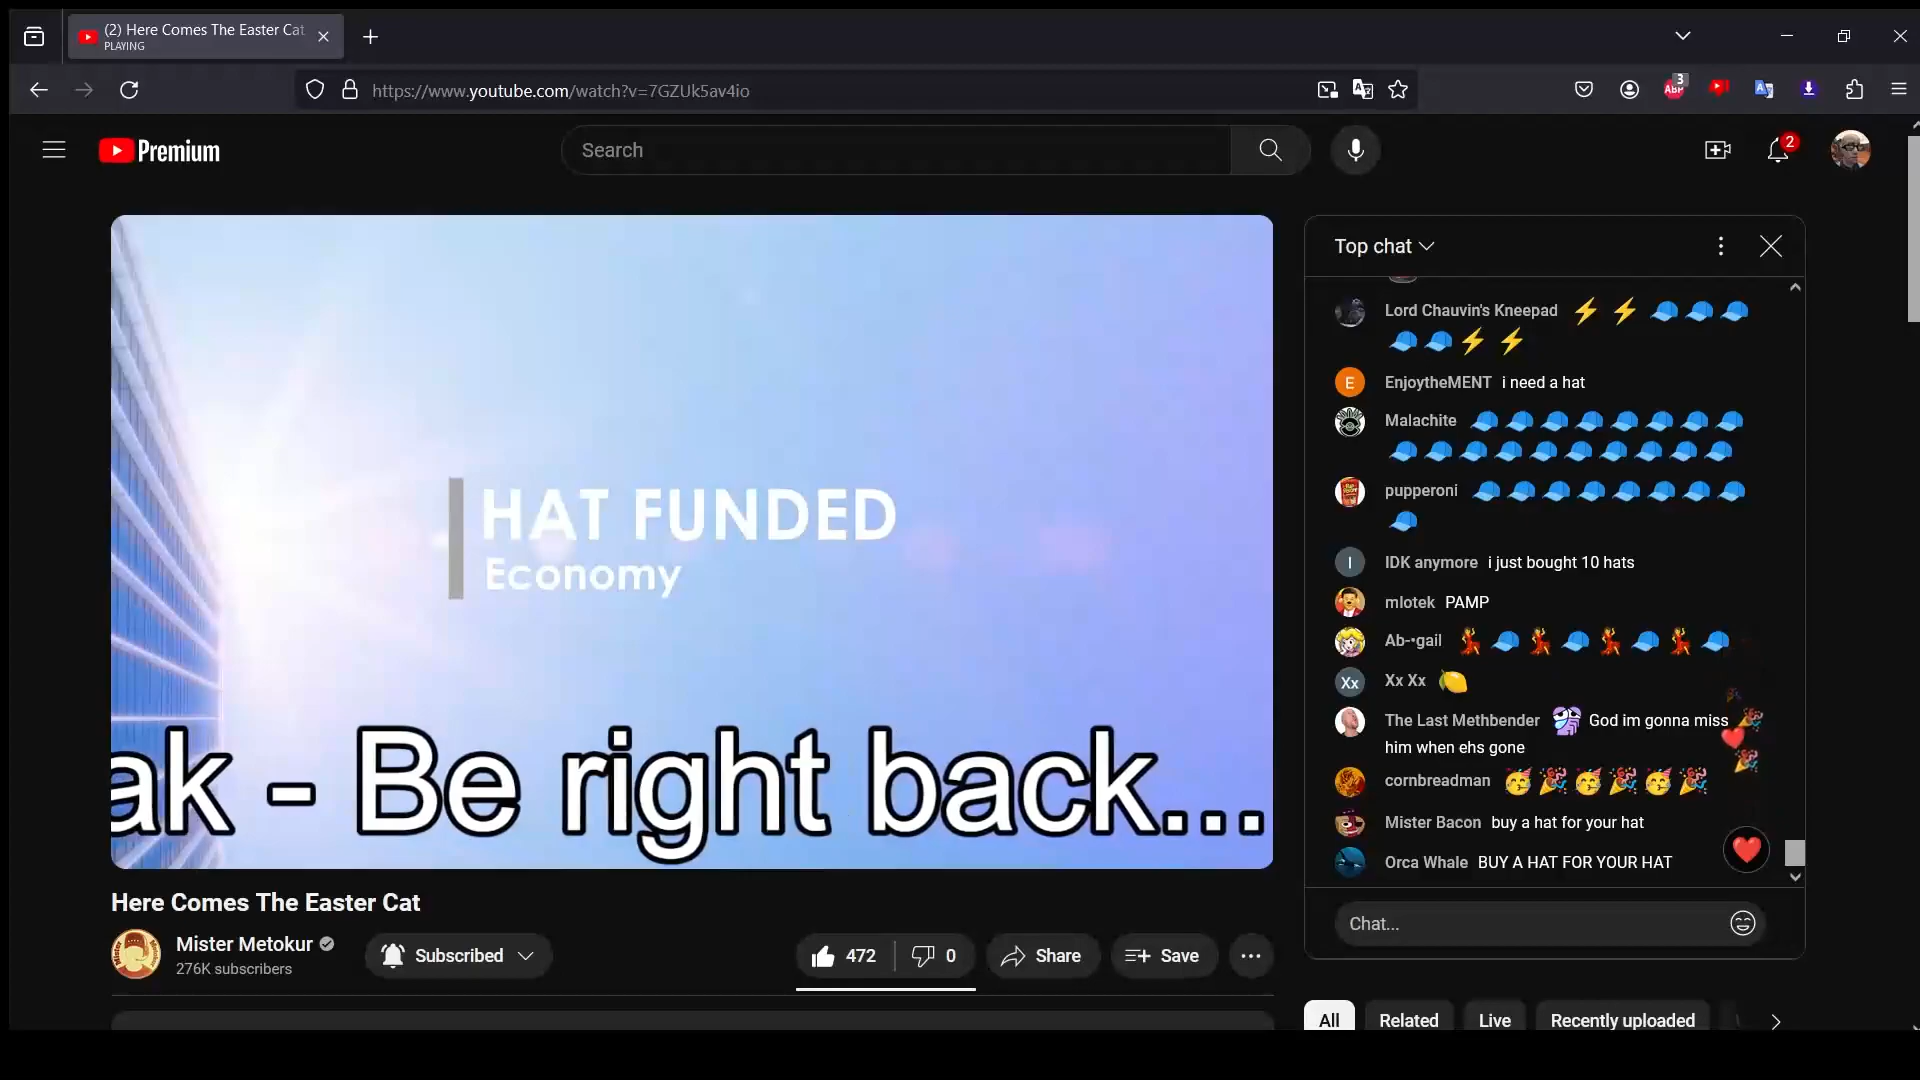 (2) Here Comes The Easter Cat
PLAYING
https://www.youtube.com/watch?v=7GZUk5av4io
3
ABP
Premium
Search
2
HAT FUNDED
Economy
ak - Be right back...
Top chat
Lord Chauvin's Kneepad
E EnjoytheMENT i need a hat
Malachite
pupperoni
I IDK anymore i just bought 10 hats
mlotek PAMP
Ab-•gail
Xx Xx Xx
The Last Methbender God im gonna miss
him when ehs gone
cornbreadman
Mister Bacon buy a hat for your hat
Orca Whale BUY A HAT FOR YOUR HAT
Chat...
Here Comes The Easter Cat
Mister Metokur
276K subscribers
Subscribed
472
0
Share
Save
All
Related
Live
Recently uploaded